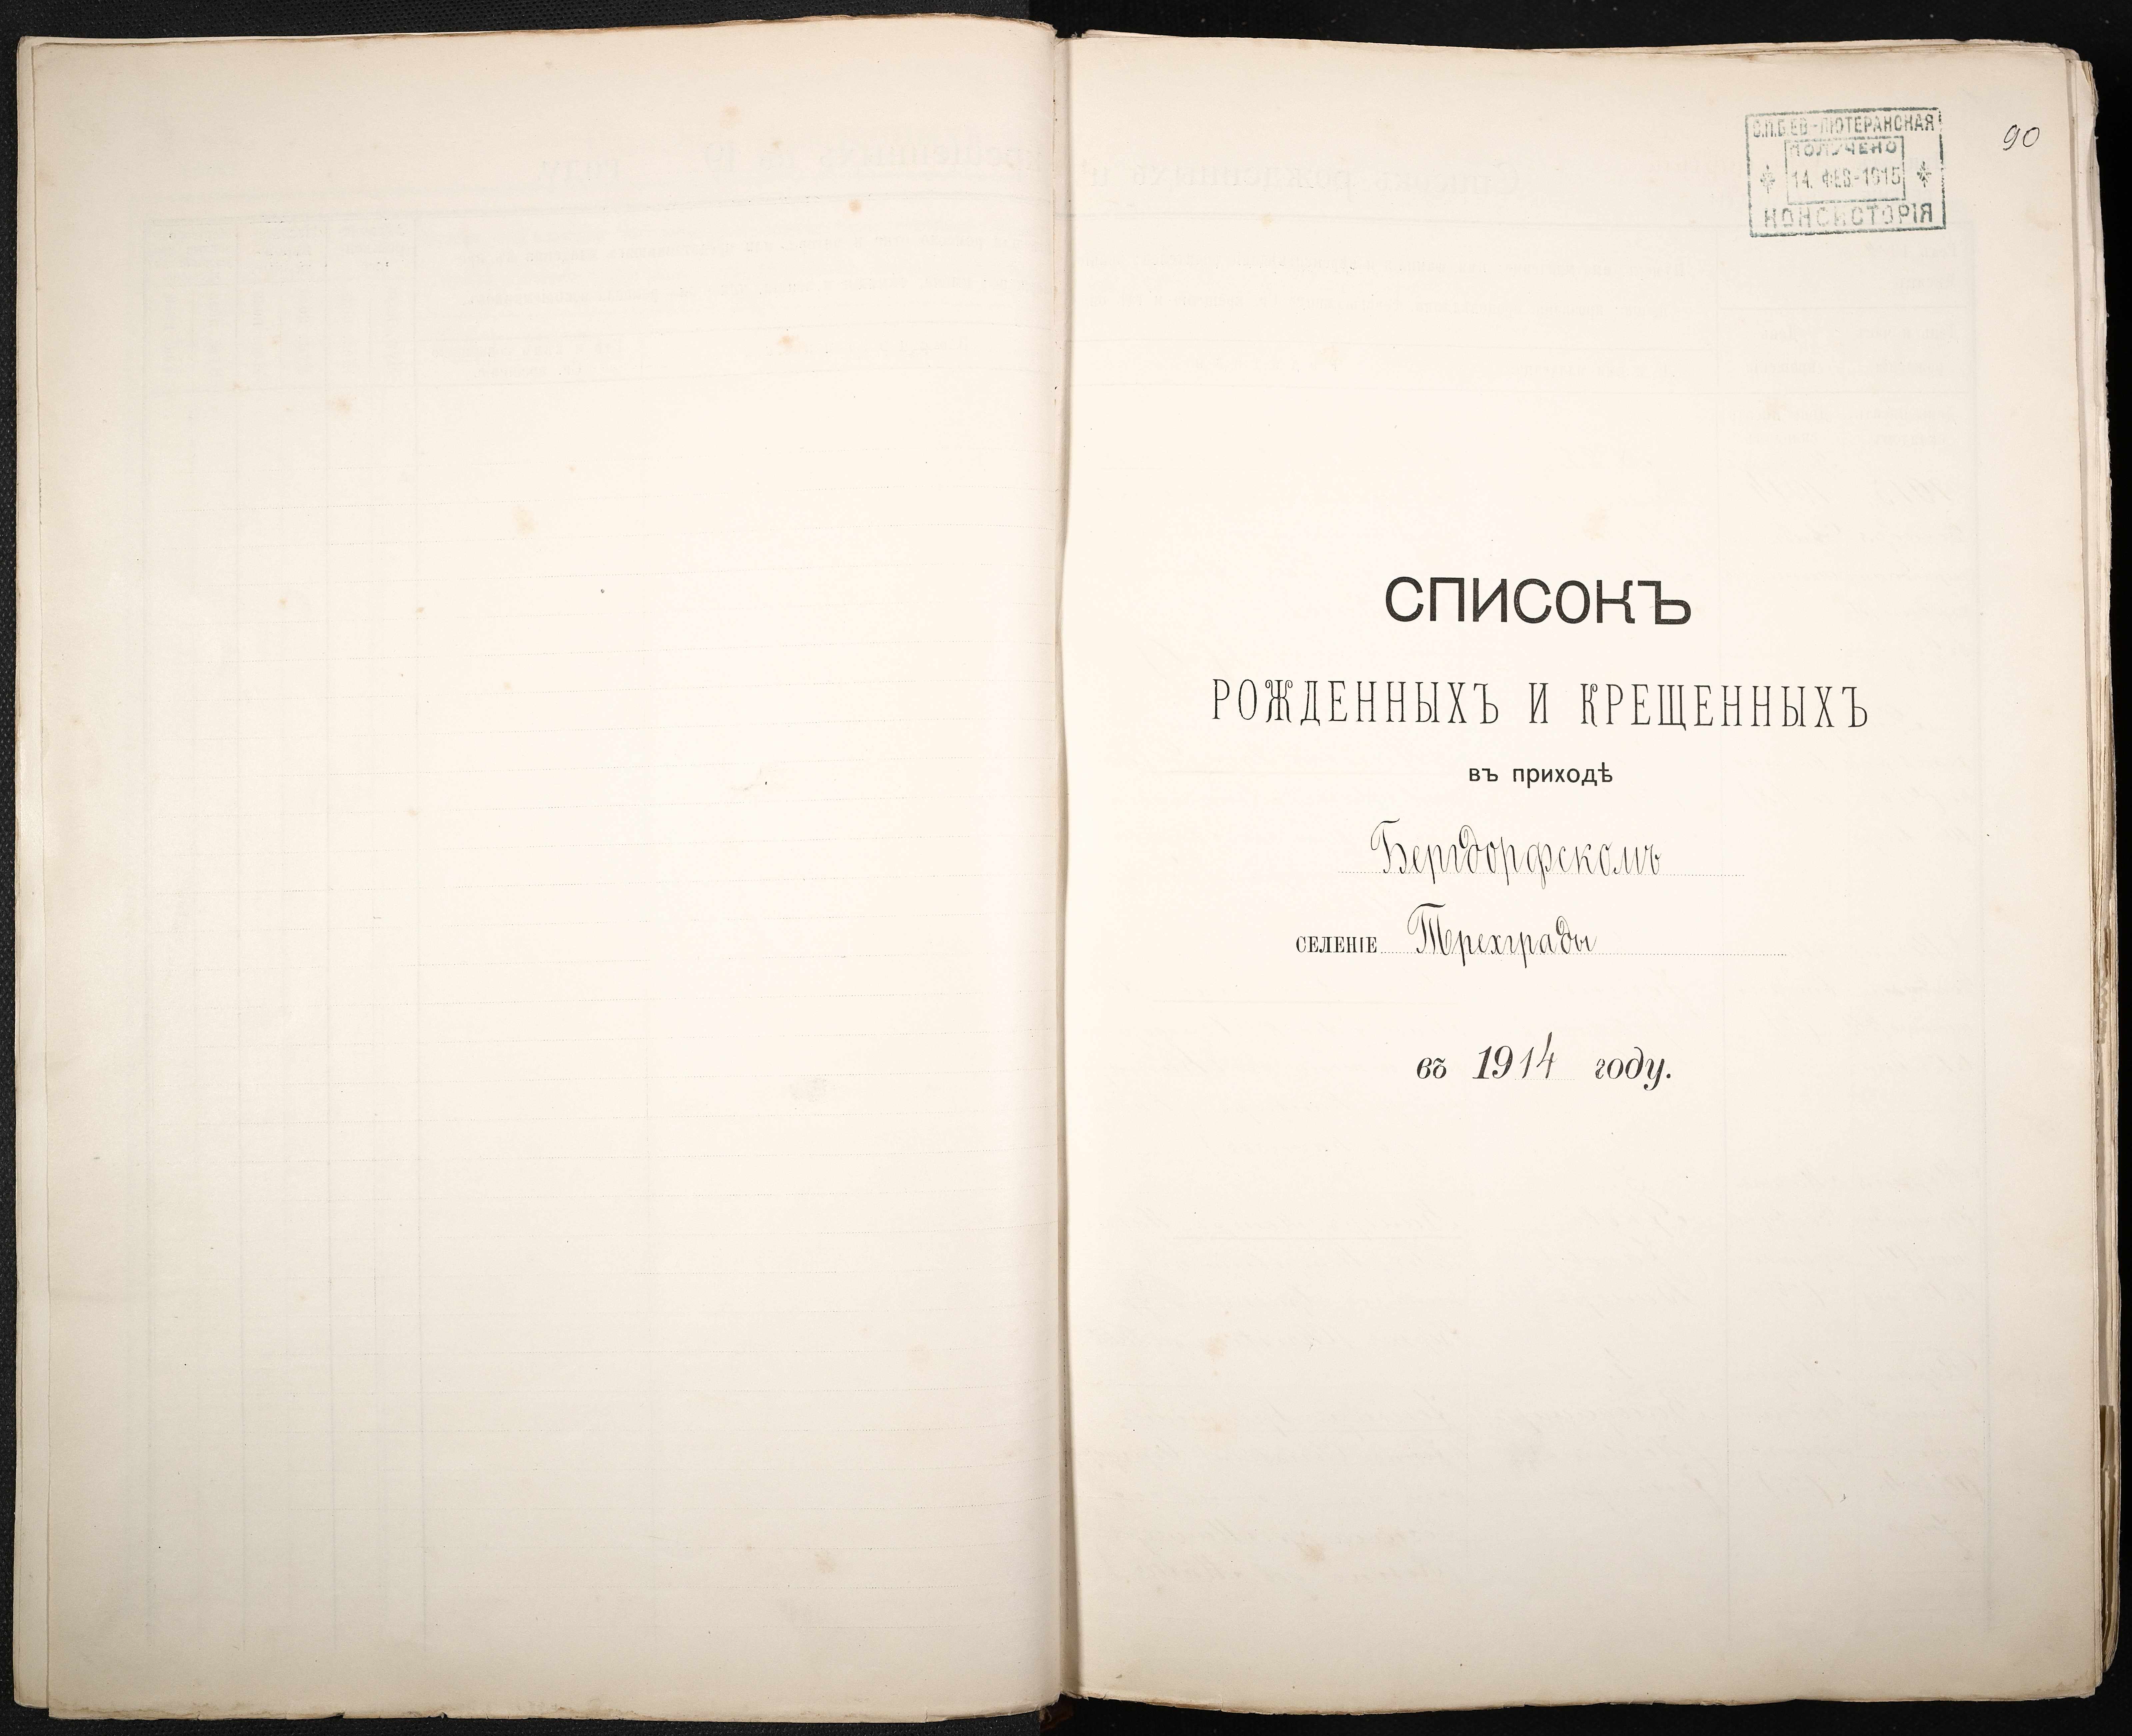 С.П.Б. ЕВ.-ЛЮТЕРАНСКАЯ
ПОЛУЧЕНО
14. ФЕВ-1915
КОНСИСТОРІЯ
90
СПИСОКЪ
РОЖДЕННЫХЪ И КРЕЩЕННЫХЪ
въ приходѣ
Бергдорфскомъ
СЕЛЕНІЕ Трехграды
въ 1914 году.